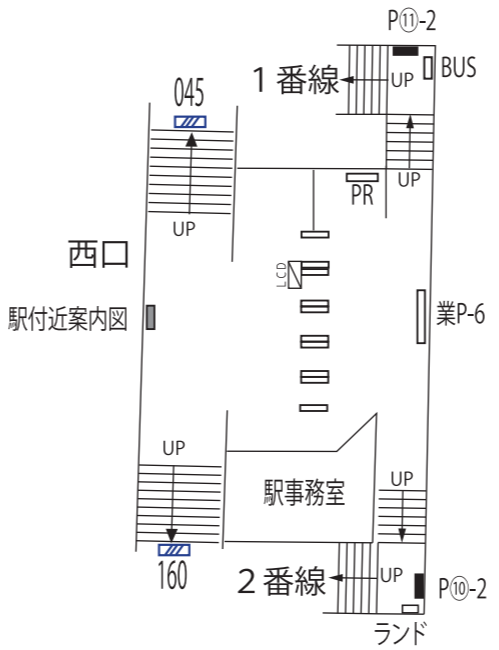 P⑪-2
BUS
1番線
UP
045
UP
PR
UP
西口
LCD
駅付近案内図
業P-6
UP
駅事務室
UP
160
2番線
UP
P⑩-2
ランド